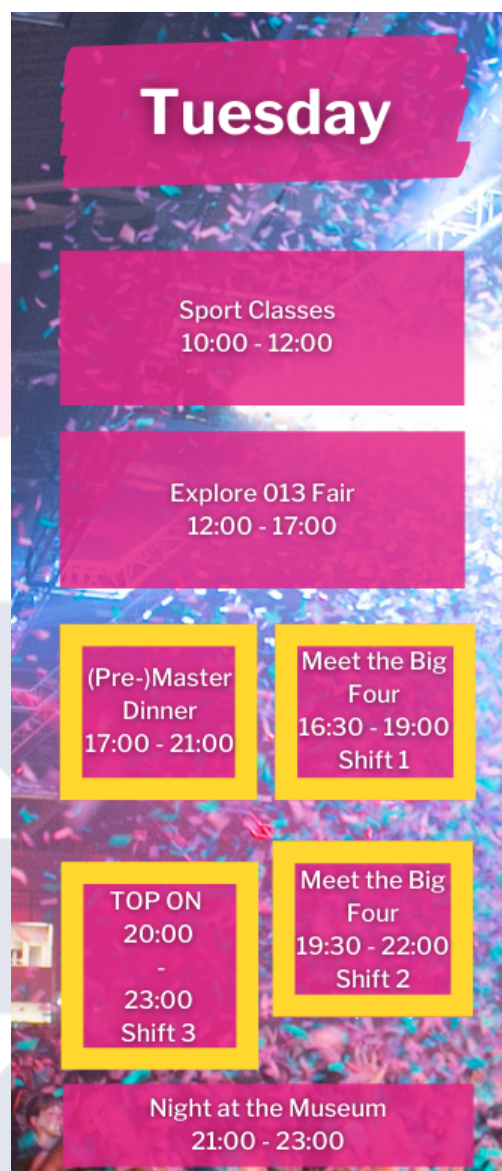 Tuesday
Sport Classes
10:00 - 12:00
Explore 013 Fair
12:00 - 17:00
(Pre-)Master
Dinner
17:00 - 21:00
Meet the Big
Four
16:30 - 19:00
Shift 1
TOP ON
20:00
-
23:00
Shift 3
Meet the Big
Four
19:30 - 22:00
Shift 2
Night at the Museum
21:00 - 23:00